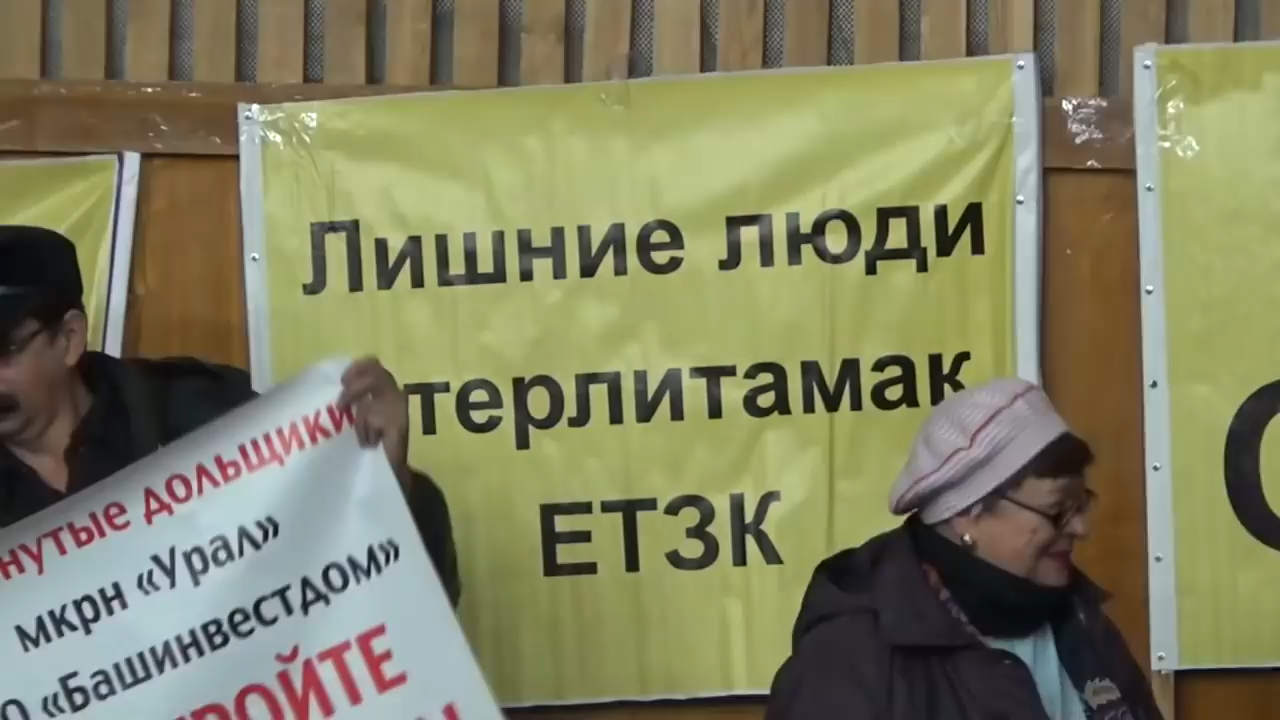 Лишние люди
терлитамак
ЕТЗК
нутые дольщики
мкрн «Урал»
О «Башинвестдом»
РОЙТЕ